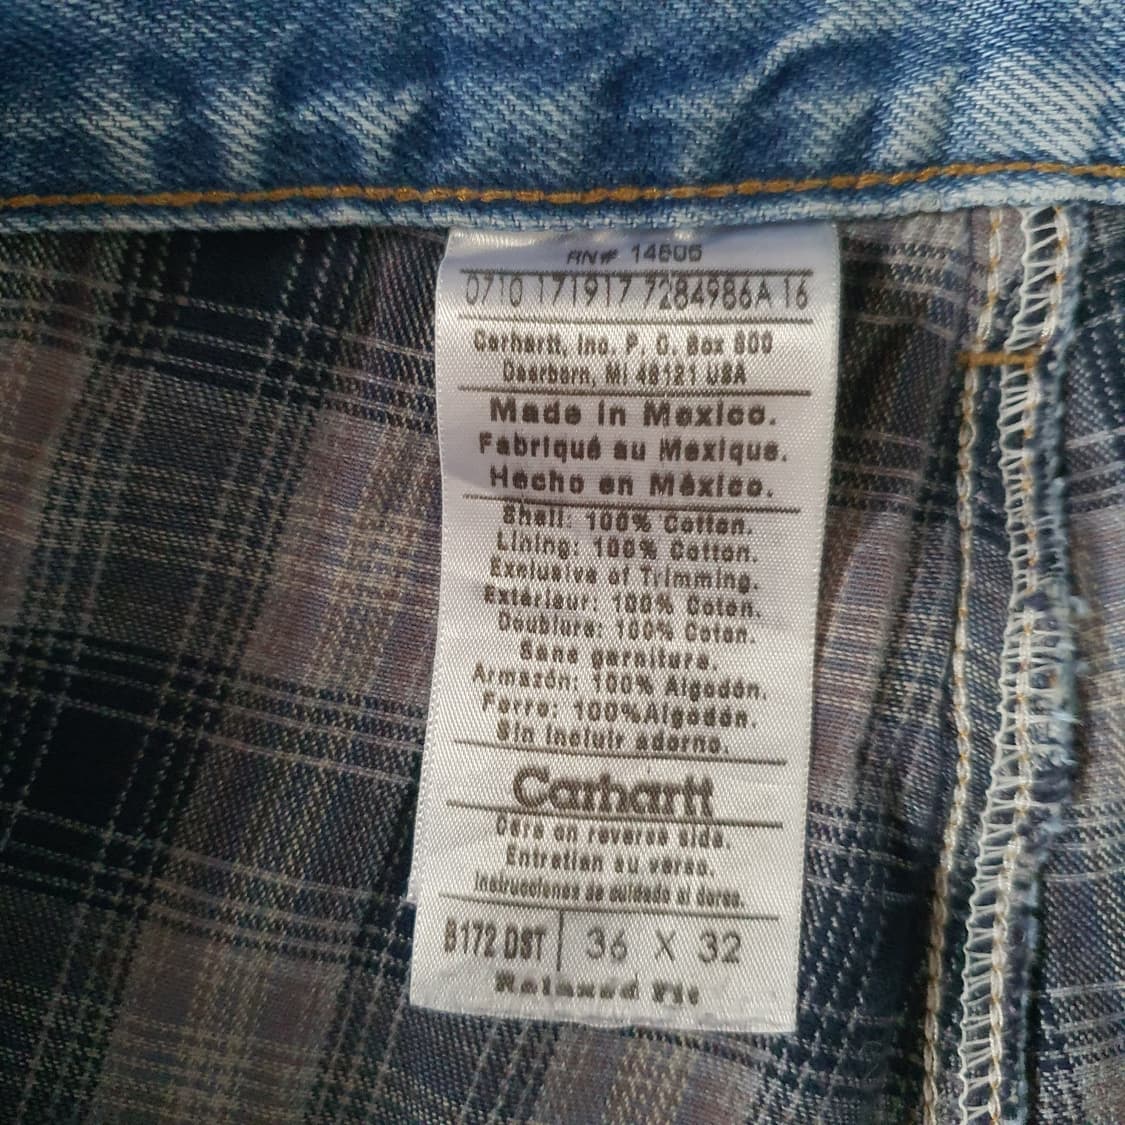 RN# 14806
0710 171917 7284986A 16
Carhartt, Inc. P. O. Box 600
Dearborn, MI 48121 USA
Made in Mexico.
Fabriqué au Mexique.
Hecho en México.
Shell: 100% Cotton.
Lining: 100% Cotton.
Exclusive of Trimming.
Extérieur: 100% Coton.
Doublure: 100% Coton.
Sans garniture.
Armazón: 100% Algodón.
Forro: 100%Algodón.
Sin incluir adorno.
Carhartt
Care on reverse side.
Entretien au verso.
Instrucciones de cuidado al dorso.
B172 DST 36 X 32
Relaxed Fit